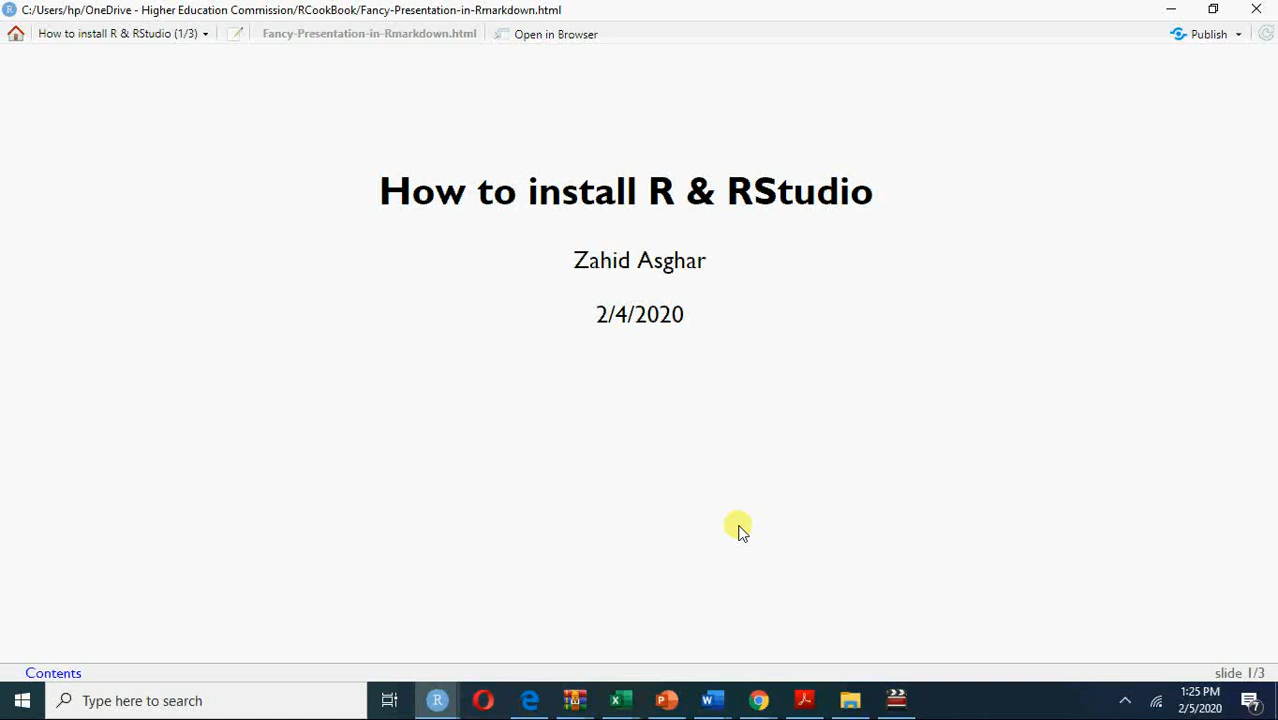 C:/Users/hp/OneDrive - Higher Education Commission/RCookBook/Fancy-Presentation-in-Rmarkdown.html
How to install R & RStudio (1/3) Fancy-Presentation-in-Rmarkdown.html Open in Browser Publish
How to install R & RStudio
Zahid Asghar
2/4/2020
Contents slide 1/3
Type here to search
1:25 PM
2/5/2020
7